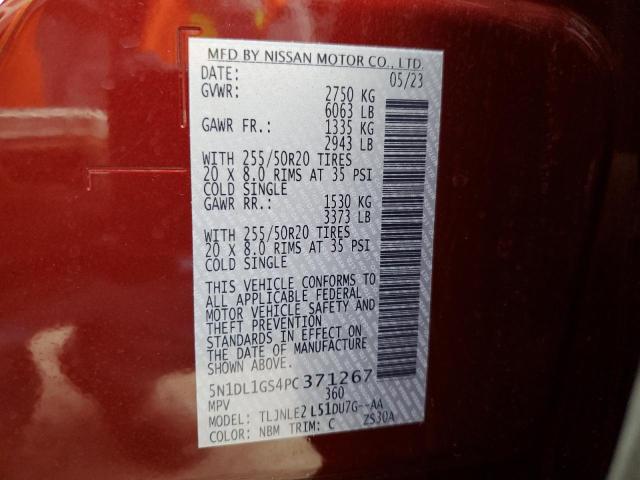 MFD BY NISSAN MOTOR CO., LTD.
DATE: 05/23
GVWR: 2750 KG
6063 LB
GAWR FR.: 1335 KG
2943 LB
WITH 255/50R20 TIRES
20 X 8.0 RIMS AT 35 PSI
COLD SINGLE
GAWR RR.: 1530 KG
3373 LB
WITH 255/50R20 TIRES
20 X 8.0 RIMS AT 35 PSI
COLD SINGLE
THIS VEHICLE CONFORMS TO
ALL APPLICABLE FEDERAL
MOTOR VEHICLE SAFETY AND
THEFT PREVENTION
STANDARDS IN EFFECT ON
THE DATE OF MANUFACTURE
SHOWN ABOVE.
5N1DL1GS4PC371267
MPV 360
MODEL: TLJNLE2 L51DU7G--AA
COLOR: NBM TRIM: C ZS30A